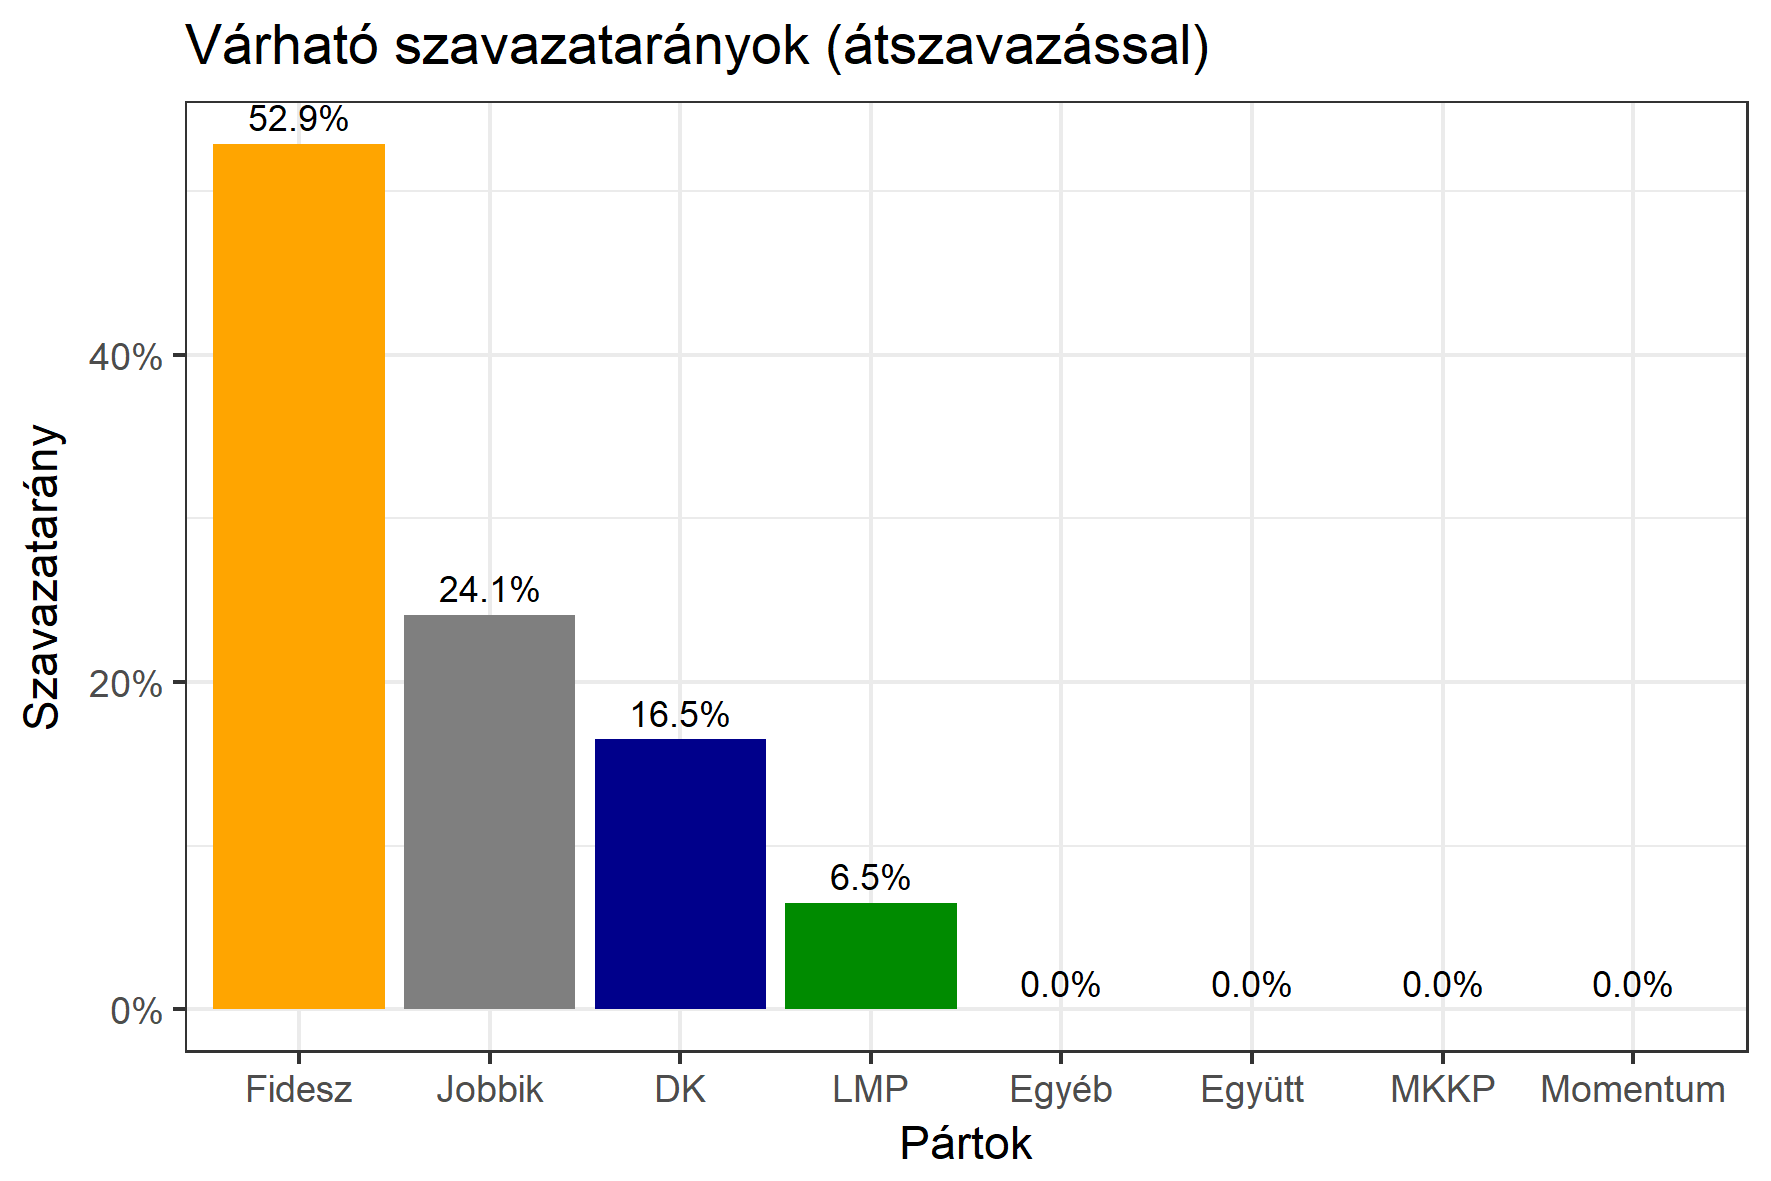 Várható szavazatarányok (átszavazással)
52.9%
24.1%
16.5%
6.5%
0.0% 0.0% 0.0% 0.0%
40%
20%
0%
Szavazatarány
Fidesz Jobbik DK LMP Egyéb Együtt MKKP Momentum
Pártok